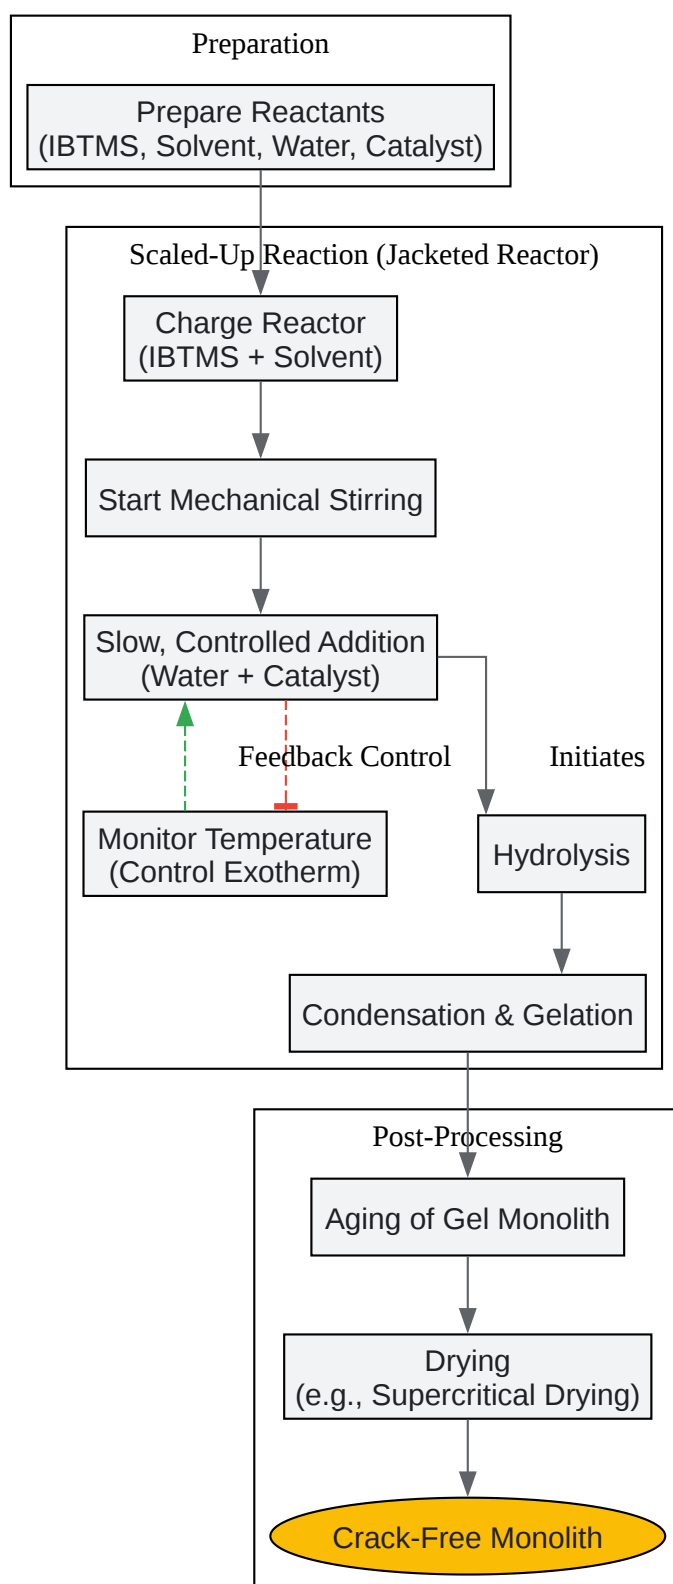 Preparation
Prepare Reactants
(IBTMS, Solvent, Water, Catalyst)
Scaled-Up Reaction (Jacketed Reactor)
Charge Reactor
(IBTMS + Solvent)
Start Mechanical Stirring
Slow, Controlled Addition
(Water + Catalyst)
Feedback Control
Initiates
Monitor Temperature
(Control Exotherm)
Hydrolysis
Condensation & Gelation
Post-Processing
Aging of Gel Monolith
Drying
(e.g., Supercritical Drying)
Crack-Free Monolith